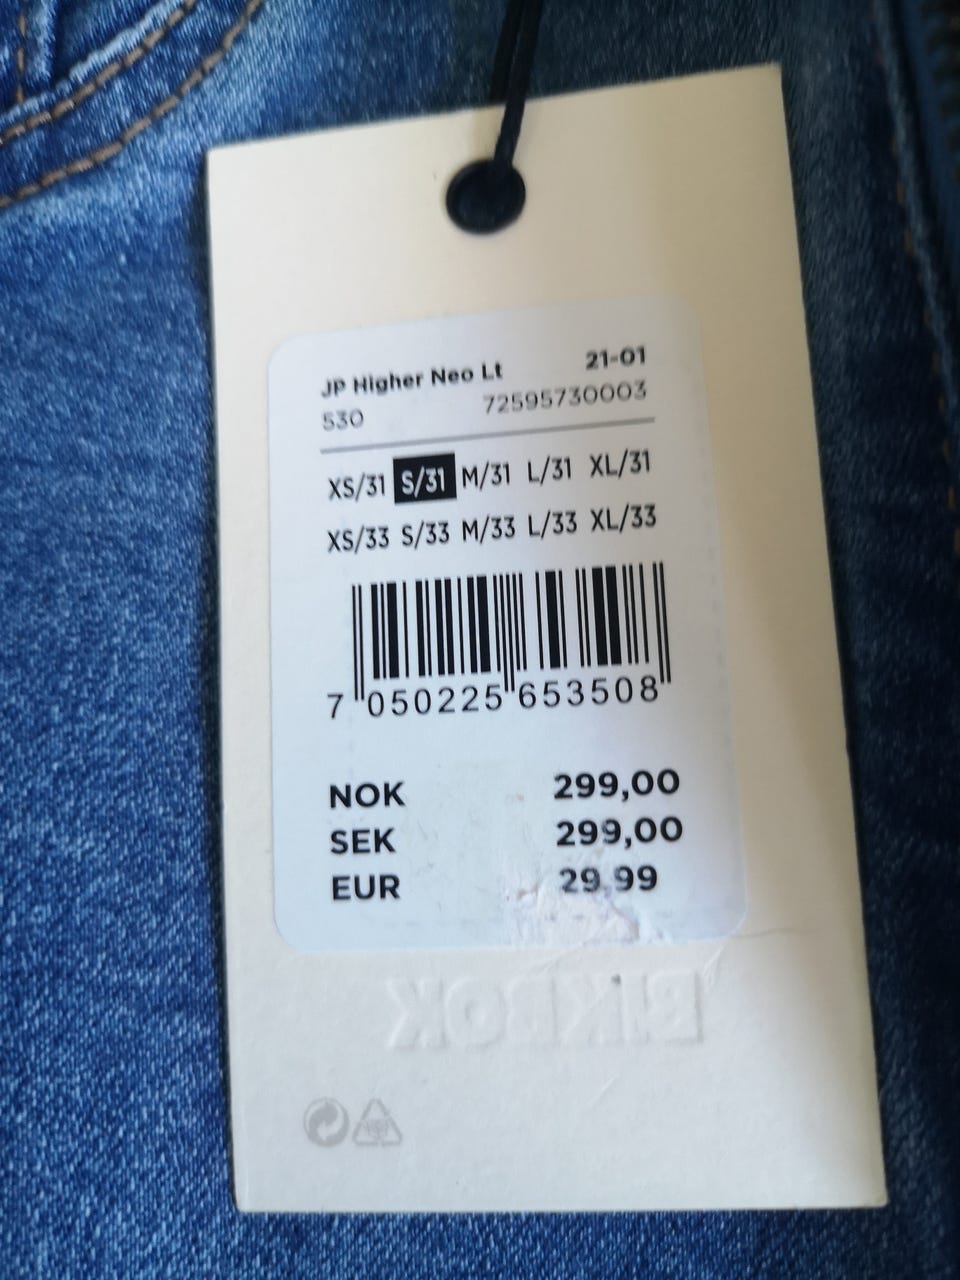 JP Higher Neo Lt 21-01
530 72595730003
XS/31 S/31 M/31 L/31 XL/31
XS/33 S/33 M/33 L/33 XL/33
7 050225 653508
NOK 299,00
SEK 299,00
EUR 29,99
BIKBOK